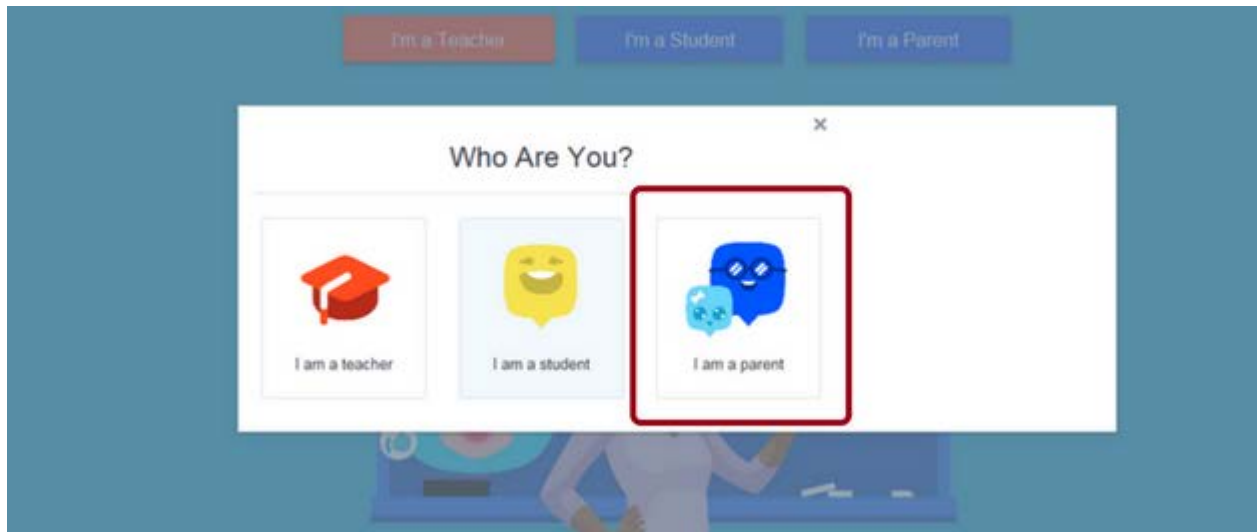 I'm a Teacher I'm a Student I'm a Parent
×
Who Are You?
I am a teacher I am a student I am a parent